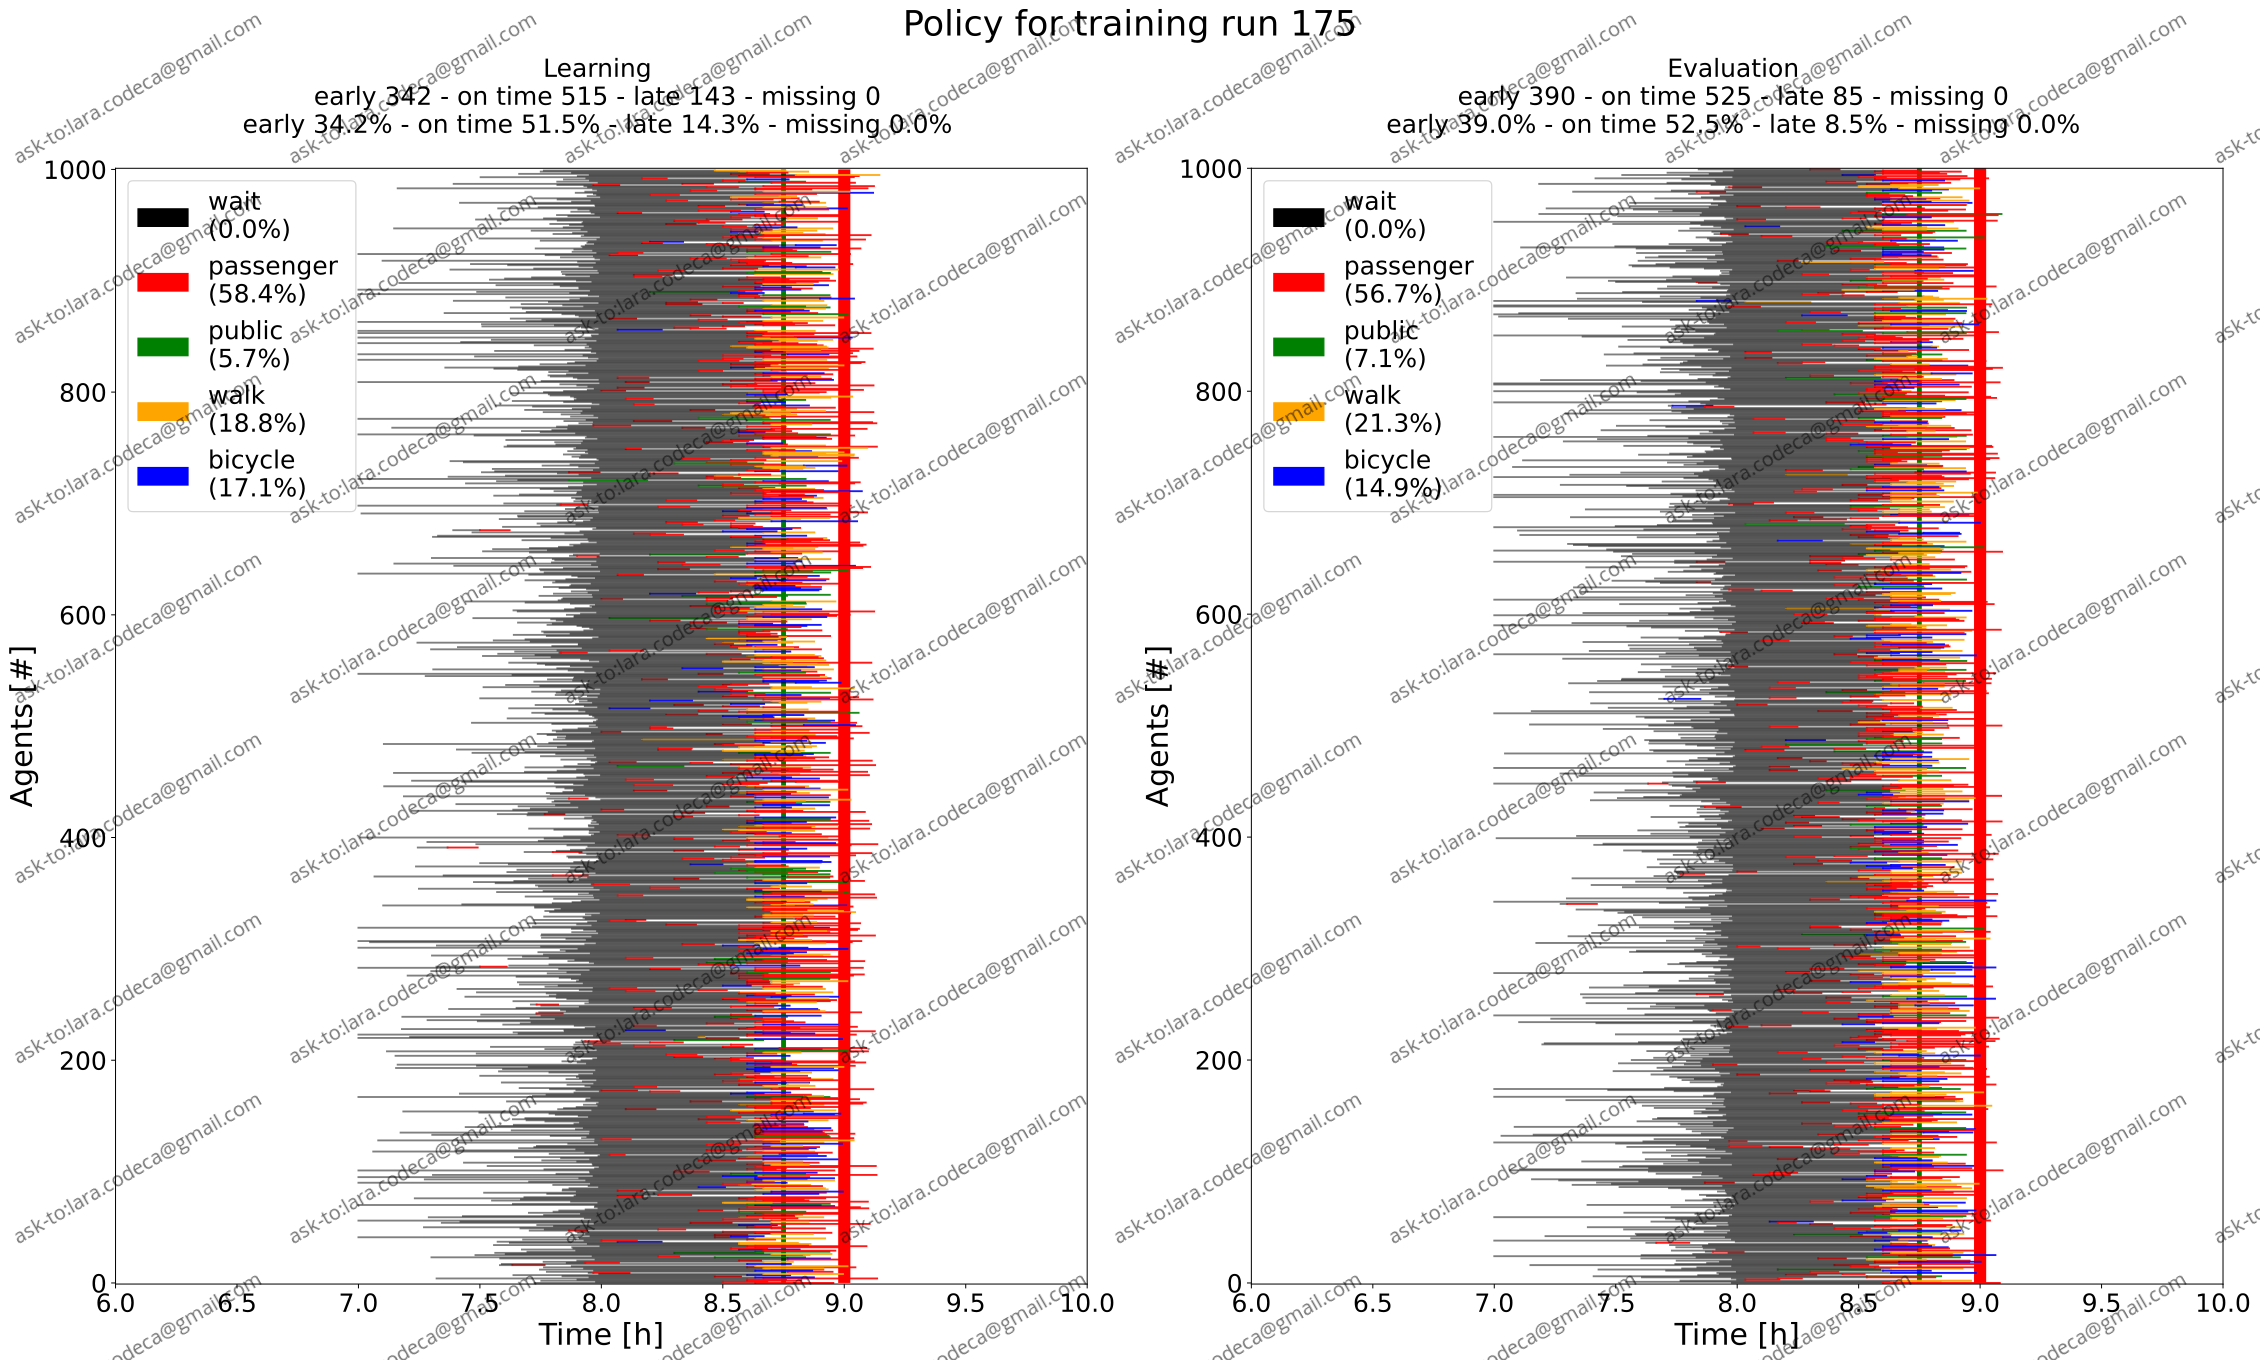 Policy for training run 175
Learning
early 342 - on time 515 - late 143 - missing 0
early 34.2% - on time 51.5% - late 14.3% - missing 0.0%
1000
800
600
400
200
0
Agents [#]
wait
(0.0%)
passenger
(58.4%)
public
(5.7%)
walk
(18.8%)
bicycle
(17.1%)
6.0 6.5 7.0 7.5 8.0 8.5 9.0 9.5 10.0
Time [h]
Evaluation
early 390 - on time 525 - late 85 - missing 0
early 39.0% - on time 52.5% - late 8.5% - missing 0.0%
1000
800
600
400
200
0
Agents [#]
wait
(0.0%)
passenger
(56.7%)
public
(7.1%)
walk
(21.3%)
bicycle
(14.9%)
6.0 6.5 7.0 7.5 8.0 8.5 9.0 9.5 10.0
Time [h]
ask-to:lara.codeca@gmail.com